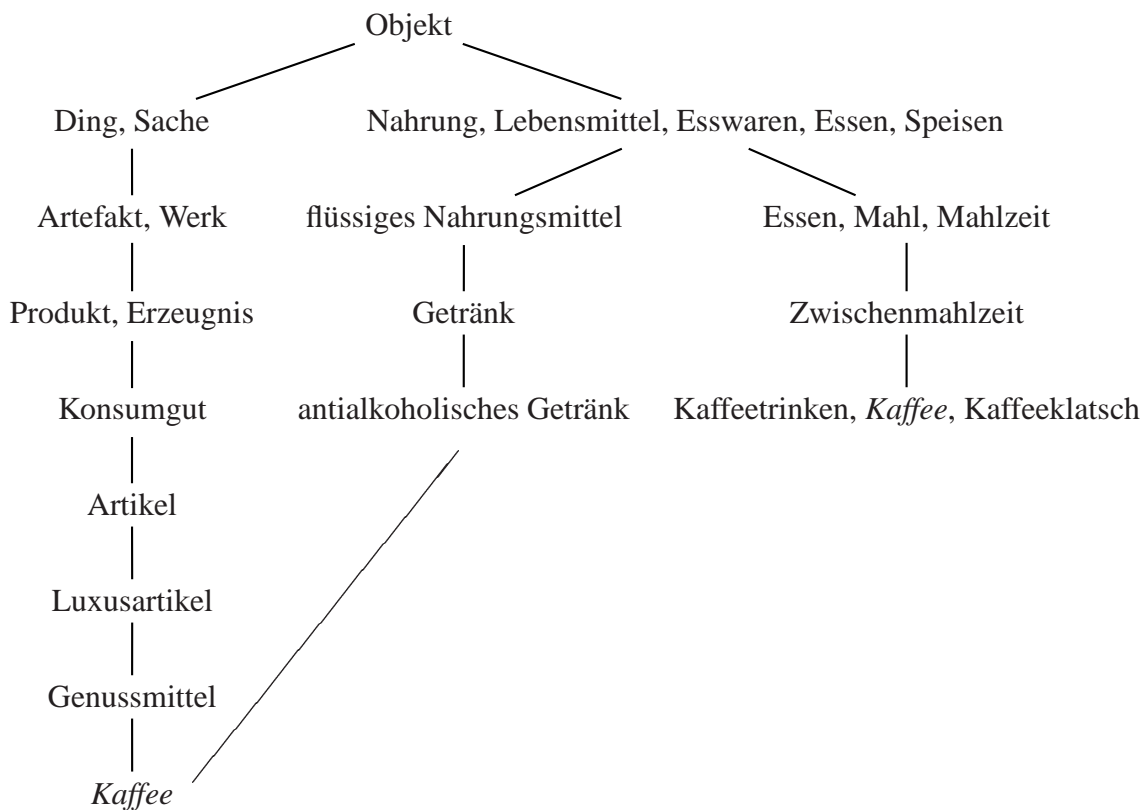 Objekt
Ding, Sache
Nahrung, Lebensmittel, Esswaren, Essen, Speisen
Artefakt, Werk
flüssiges Nahrungsmittel
Essen, Mahl, Mahlzeit
Produkt, Erzeugnis
Getränk
Zwischenmahlzeit
Konsumgut
antialkoholisches Getränk
Kaffeetrinken, Kaffee, Kaffeeklatsch
Artikel
Luxusartikel
Genussmittel
Kaffee